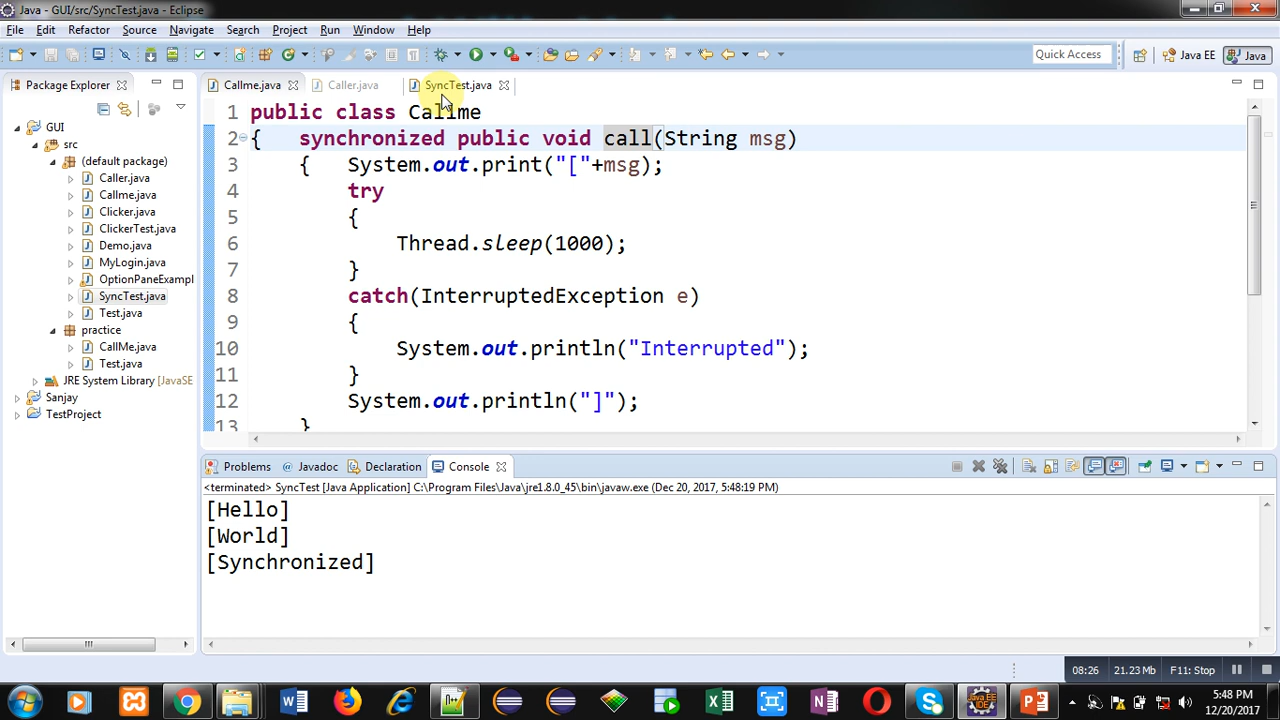 Java - GUI/src/SyncTest.java - Eclipse
File Edit Refactor Source Navigate Search Project Run Window Help
Quick Access
Java EE
Java
Package Explorer
Callme.java
Caller.java
SyncTest.java
GUI
src
(default package)
Caller.java
Callme.java
Clicker.java
ClickerTest.java
Demo.java
MyLogin.java
OptionPaneExampl
SyncTest.java
Test.java
practice
CallMe.java
Test.java
JRE System Library [JavaSE
Sanjay
TestProject
1 public class Callme
2 { synchronized public void call(String msg)
3 { System.out.print("["+msg);
4 try
5 {
6 Thread.sleep(1000);
7 }
8 catch(InterruptedException e)
9 {
10 System.out.println("Interrupted");
11 }
12 System.out.println("]");
13 }
Problems @ Javadoc Declaration Console
<terminated> SyncTest [Java Application] C:\Program Files\Java\jre1.8.0_45\bin\javaw.exe (Dec 20, 2017, 5:48:19 PM)
[Hello]
[World]
[Synchronized]
08:26 21.23 Mb F11: Stop
5:48 PM
12/20/2017